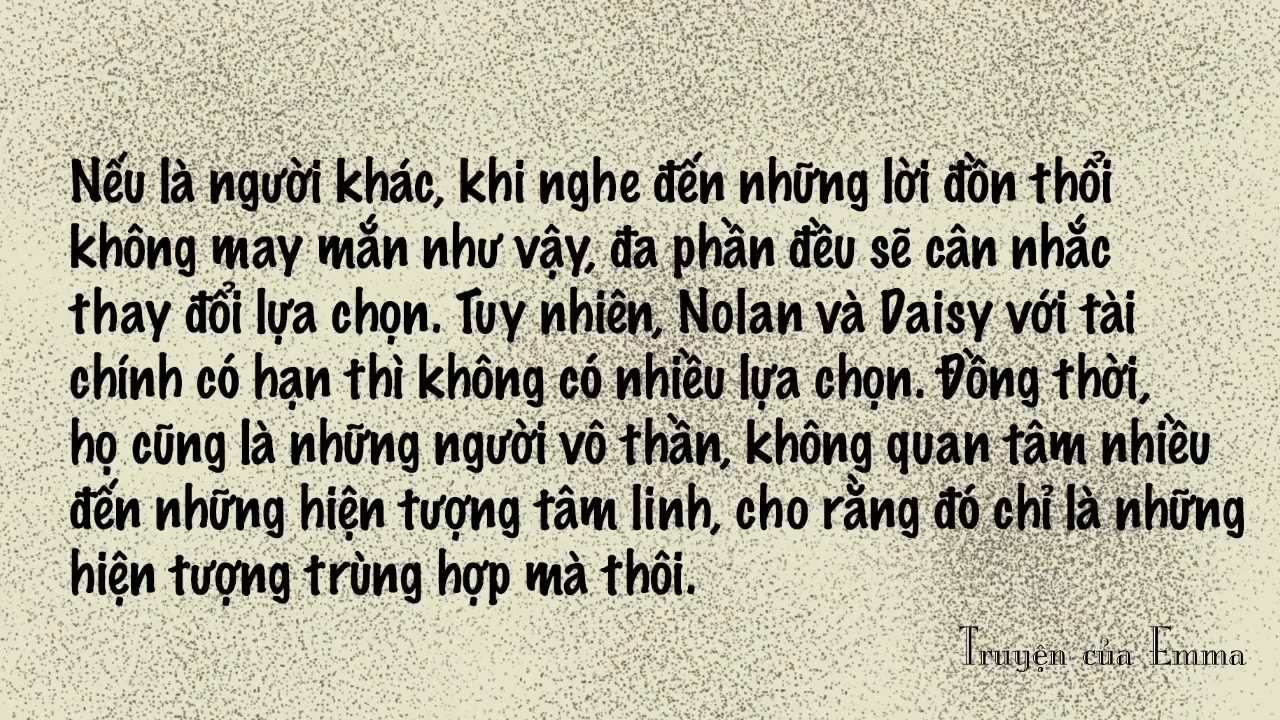 Nếu là người khác, khi nghe đến những lời đồn thổi
không may mắn như vậy, đa phần đều sẽ cân nhắc
thay đổi lựa chọn. Tuy nhiên, Nolan và Daisy với tài
chính có hạn thì không có nhiều lựa chọn. Đồng thời,
họ cũng là những người vô thần, không quan tâm nhiều
đến những hiện tượng tâm linh, cho rằng đó chỉ là những
hiện tượng trùng hợp mà thôi.
Truyện của Emma